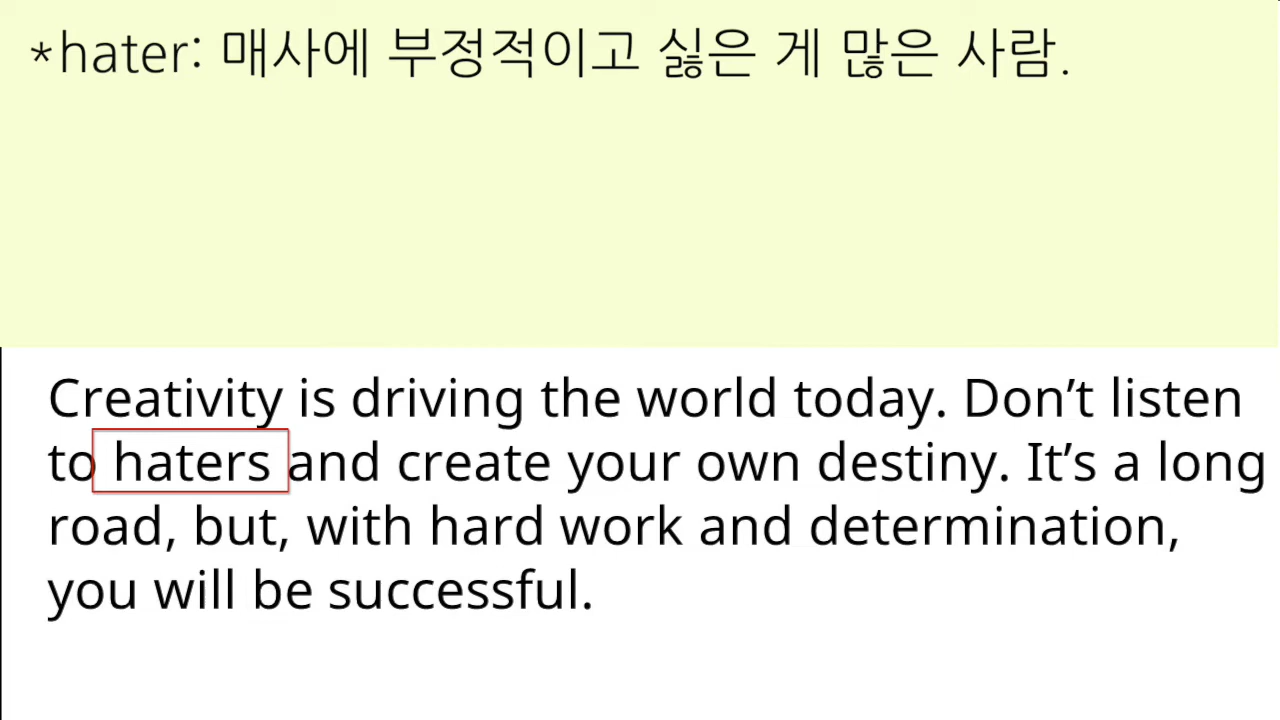 *hater: 매사에 부정적이고 싫은 게 많은 사람.
Creativity is driving the world today. Don’t listen
to haters and create your own destiny. It’s a long
road, but, with hard work and determination,
you will be successful.